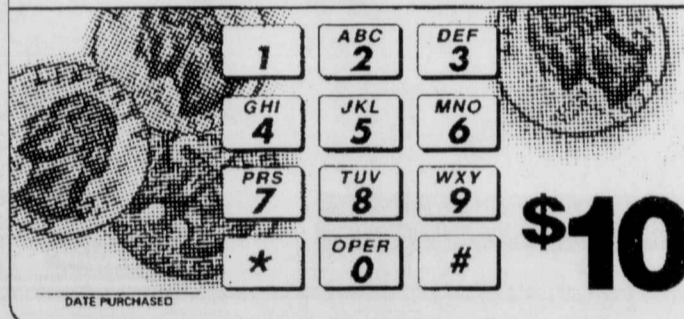 1 ABC 2 DEF 3
GHI 4 JKL 5 MNO 6
PRS 7 TUV 8 WXY 9
* OPER 0 #
$10
DATE PURCHASED